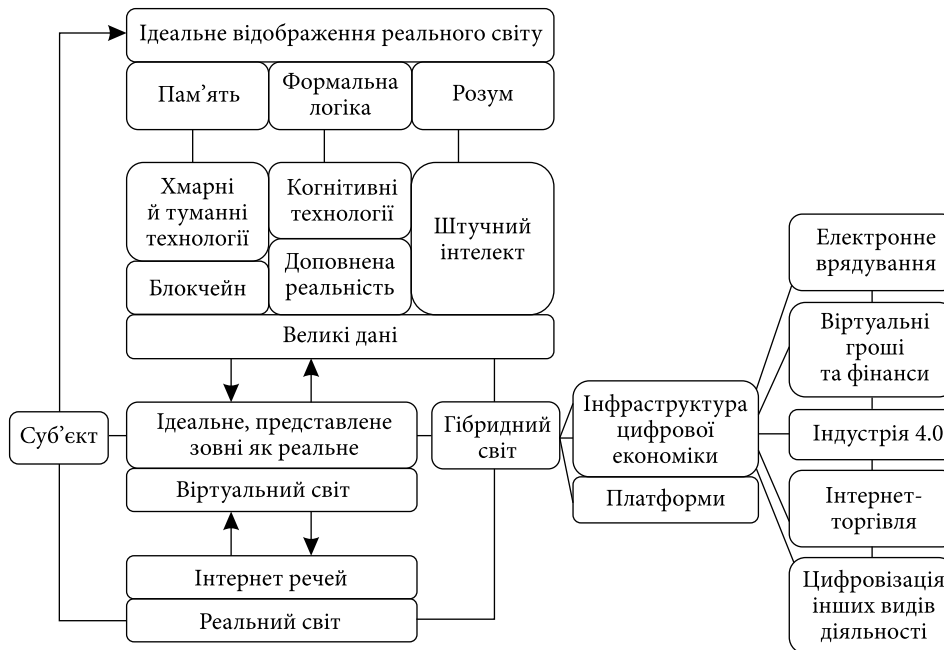 Ідеальне відображення реального світу
Пам’ять
Формальна
логіка
Розум
Хмарні
й туманні
технології
Когнітивні
технології
Штучний
інтелект
Блокчейн
Доповнена
реальність
Великі дані
Суб’єкт
Ідеальне, представлене
зовні як реальне
Віртуальний світ
Інтернет речей
Реальний світ
Гібридний
світ
Інфраструктура
цифрової
економіки
Платформи
Електронне
врядування
Віртуальні
гроші
та фінанси
Індустрія 4.0
Інтернет-
торгівля
Цифровізація
інших видів
діяльності